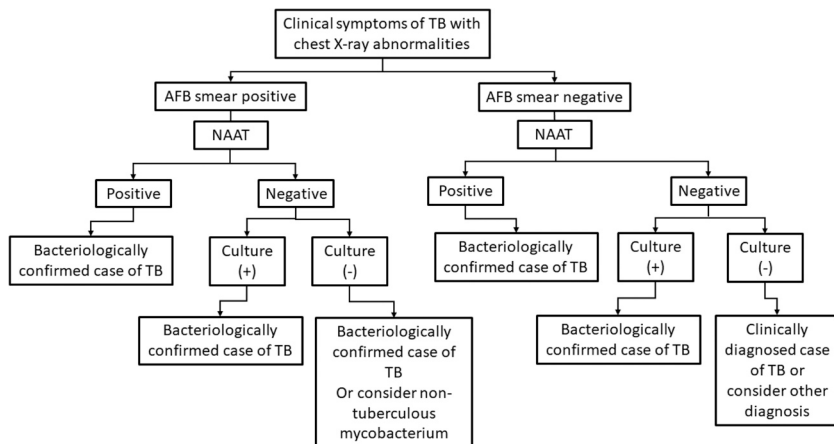 Clinical symptoms of TB with
chest X-ray abnormalities
AFB smear positive
AFB smear negative
NAAT
NAAT
Positive
Negative
Positive
Negative
Bacteriologically
confirmed case of TB
Culture
(+)
Culture
(-)
Bacteriologically
confirmed case of TB
Culture
(+)
Culture
(-)
Bacteriologically
confirmed case of TB
Bacteriologically
confirmed case of
TB
Or consider non-
tuberculous
mycobacterium
Bacteriologically
confirmed case of TB
Clinically
diagnosed case
of TB or
consider other
diagnosis